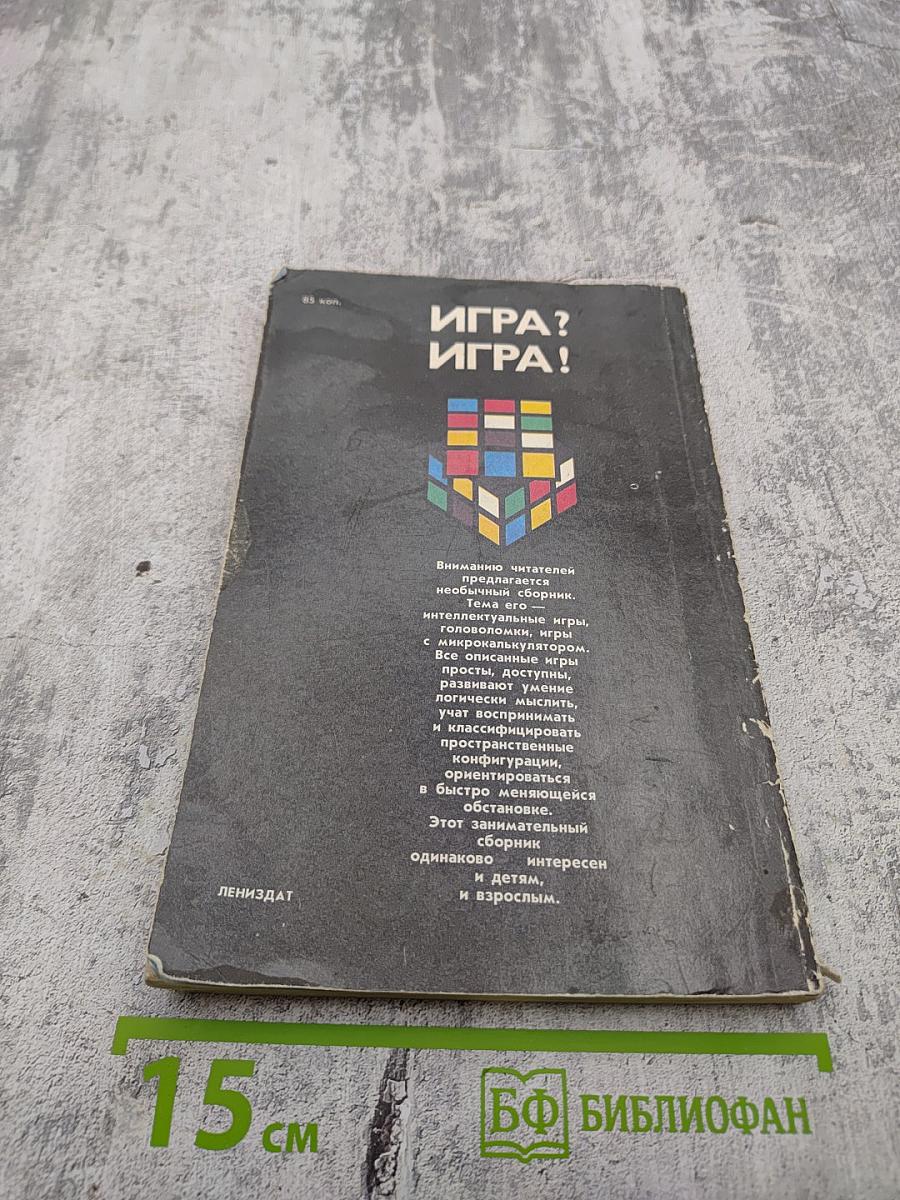 85 коп.
ИГРА?
ИГРА!
Вниманию читателей
предлагается
необычный сборник.
Тема его —
интеллектуальные игры,
головоломки, игры
с микрокалькулятором.
Все описанные игры
просты, доступны,
развивают умение
логически мыслить,
учат воспринимать
и классифицировать
пространственные
конфигурации,
ориентироваться
в быстро меняющейся
обстановке.
Этот занимательный
сборник
одинаково интересен
и детям,
и взрослым.
ЛЕНИЗДАТ
15 см
БФ БИБЛИОФАН